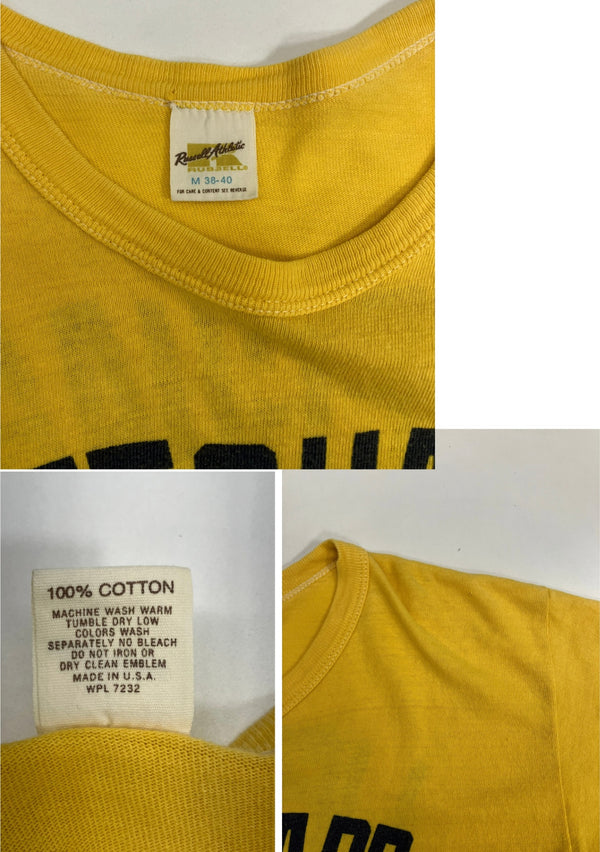 Russell Athletic
RUSSELL
M 38-40
FOR CARE & CONTENT SEE REVERSE
100% COTTON
MACHINE WASH WARM
TUMBLE DRY LOW
COLORS WASH
SEPARATELY NO BLEACH
DO NOT IRON OR
DRY CLEAN EMBLEM
MADE IN U.S.A.
WPL 7232